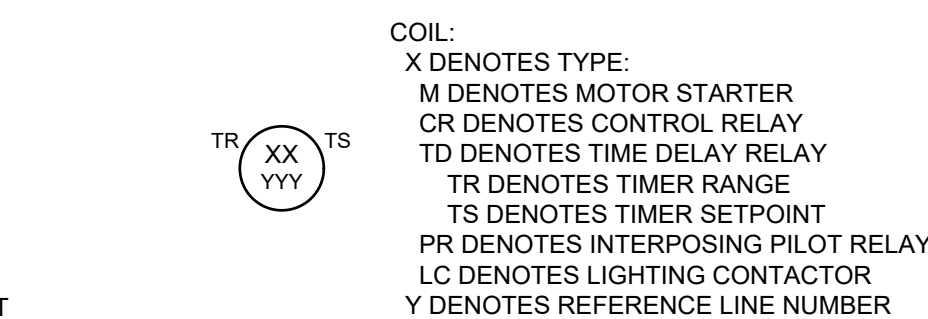 COIL:
X DENOTES TYPE:
M DENOTES MOTOR STARTER
CR DENOTES CONTROL RELAY
TR XX TS
YYY
TD DENOTES TIME DELAY RELAY
TR DENOTES TIMER RANGE
TS DENOTES TIMER SETPOINT
PR DENOTES INTERPOSING PILOT RELAY
LC DENOTES LIGHTING CONTACTOR
Y DENOTES REFERENCE LINE NUMBER
T